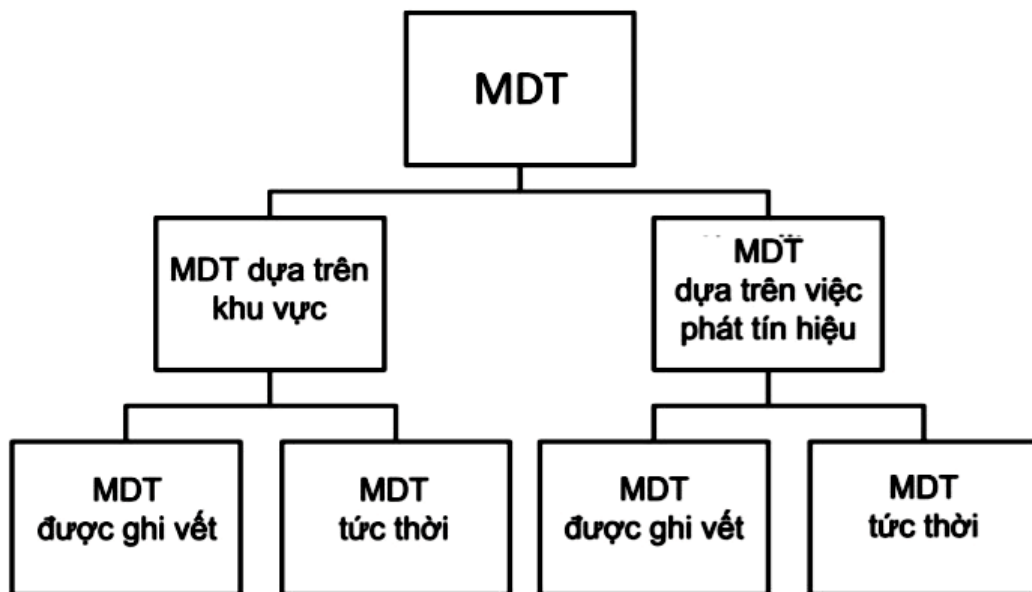 MDT
MDT dựa trên
khu vực
MDT
dựa trên việc
phát tín hiệu
MDT
được ghi vết
MDT
tức thời
MDT
được ghi vết
MDT
tức thời